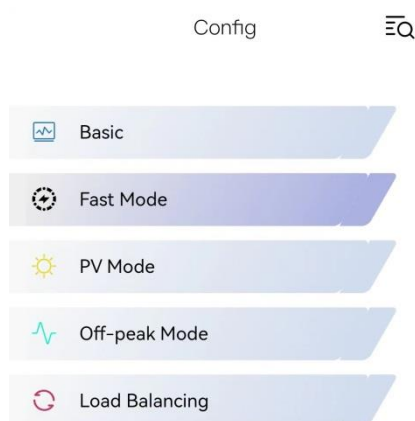 Config
Basic
Fast Mode
PV Mode
Off-peak Mode
Load Balancing